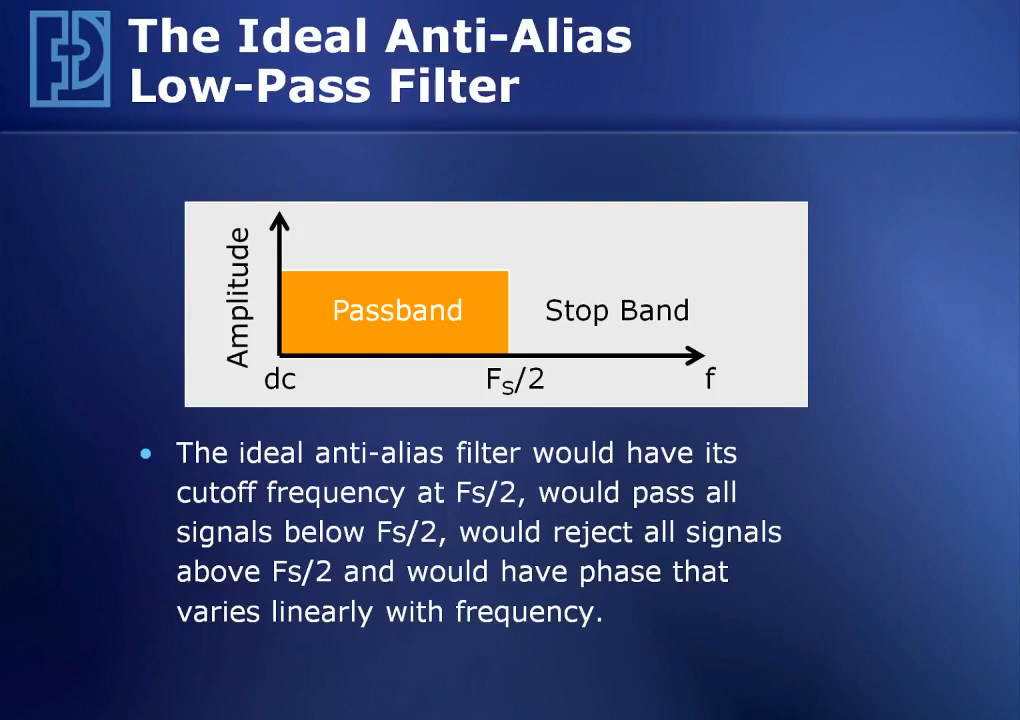 The Ideal Anti-Alias
Low-Pass Filter
Amplitude
Passband
Stop Band
dc
Fs/2
f
• The ideal anti-alias filter would have its
cutoff frequency at Fs/2, would pass all
signals below Fs/2, would reject all signals
above Fs/2 and would have phase that
varies linearly with frequency.